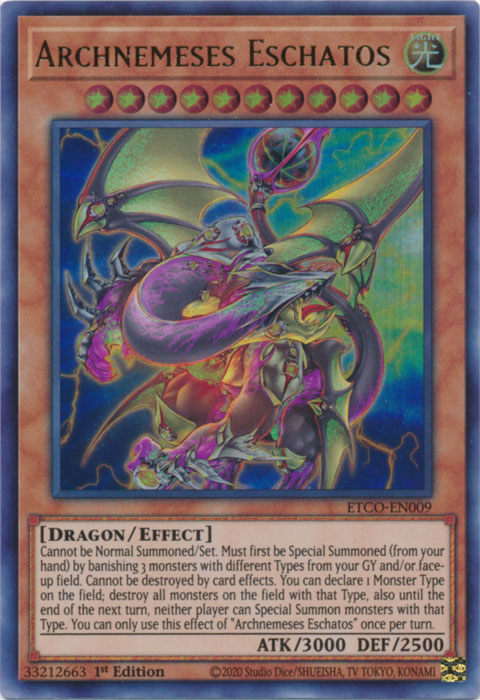 ARCHNEMESES ESCHATOS
LIGHT
光
ETCO-EN009
[DRAGON/EFFECT]
Cannot be Normal Summoned/Set. Must first be Special Summoned (from your
hand) by banishing 3 monsters with different Types from your GY and/or face-
up field. Cannot be destroyed by card effects. You can declare 1 Monster Type
on the field; destroy all monsters on the field with that Type, also until the
end of the next turn, neither player can Special Summon monsters with that
Type. You can only use this effect of "Archnemeses Eschatos" once per turn.
ATK/3000 DEF/2500
33212663 1st Edition ©2020 Studio Dice/SHUEISHA, TV TOKYO, KONAMI